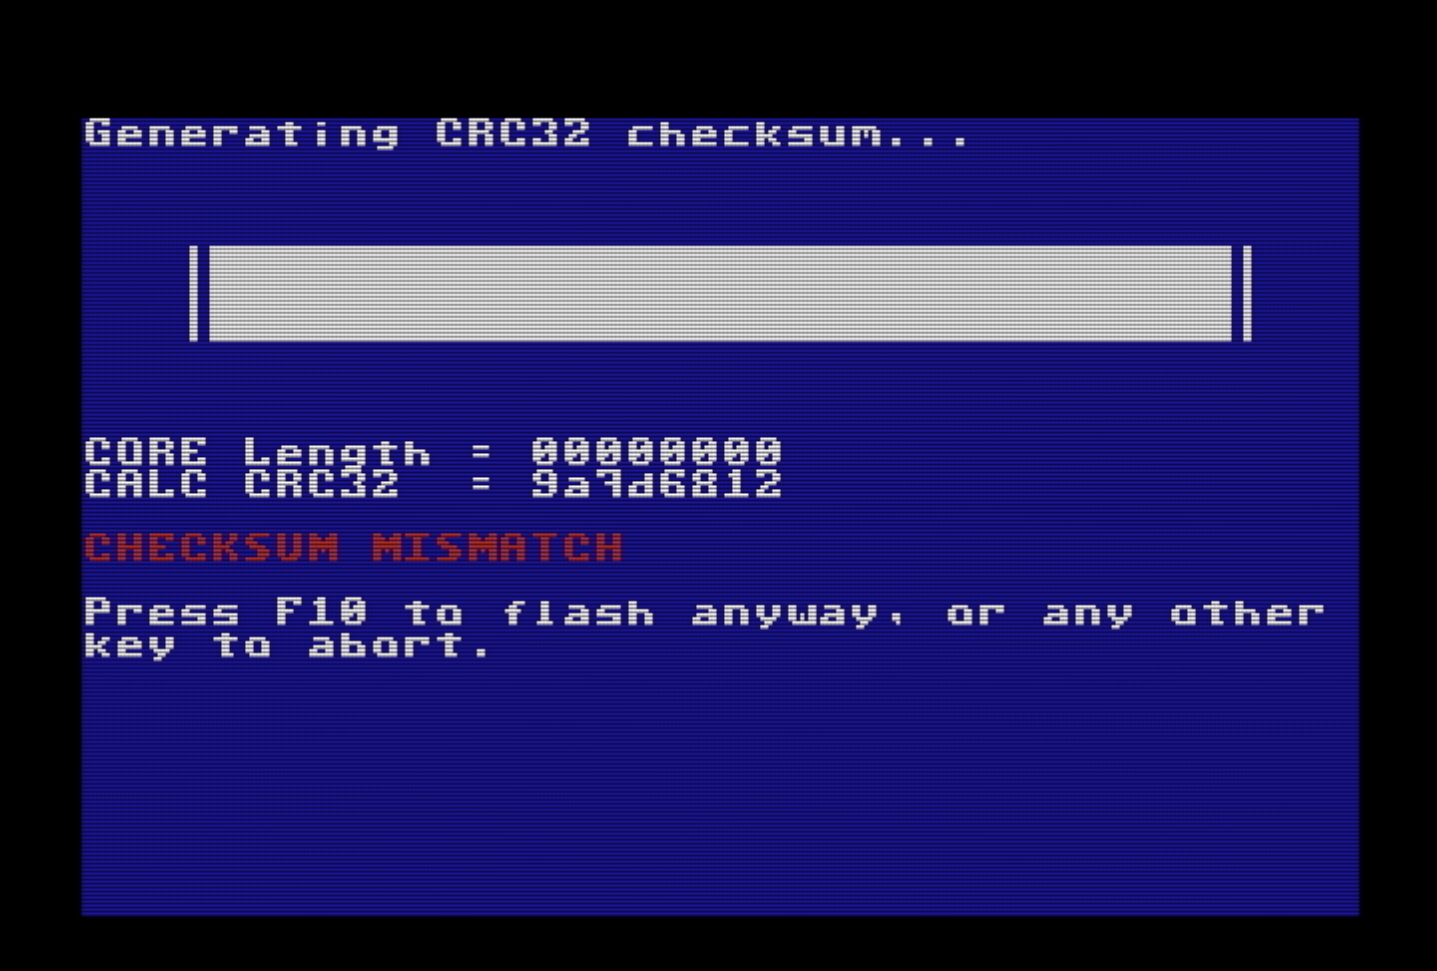 Generating CRC32 checksum...
CORE Length = 00000000
CALC CRC32  = 9a9d6812
CHECKSUM MISMATCH
Press F10 to flash anyway, or any other
key to abort.